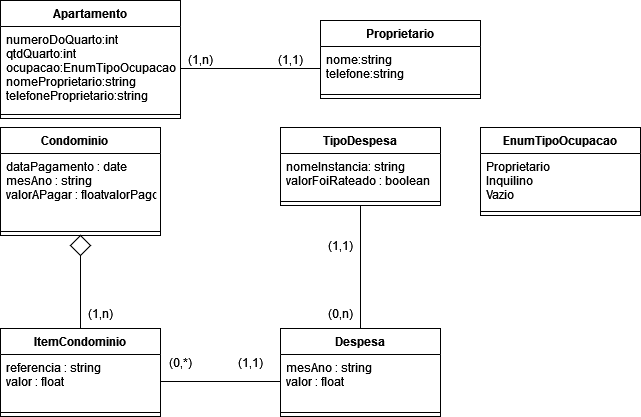 Apartamento
numeroDoQuarto:int
qtdQuarto:int
ocupacao:EnumTipoOcupacao
nomeProprietario:string
telefoneProprietario:string
(1,n)
(1,1)
Proprietario
nome:string
telefone:string
Condominio
dataPagamento : date
mesAno : string
valorAPagar : floatvalorPago
TipoDespesa
nomeInstancia: string
valorFoiRateado : boolean
EnumTipoOcupacao
Proprietario
Inquilino
Vazio
(1,1)
(1,n)
(0,n)
ItemCondominio
referencia : string
valor : float
(0,*)
(1,1)
Despesa
mesAno : string
valor : float